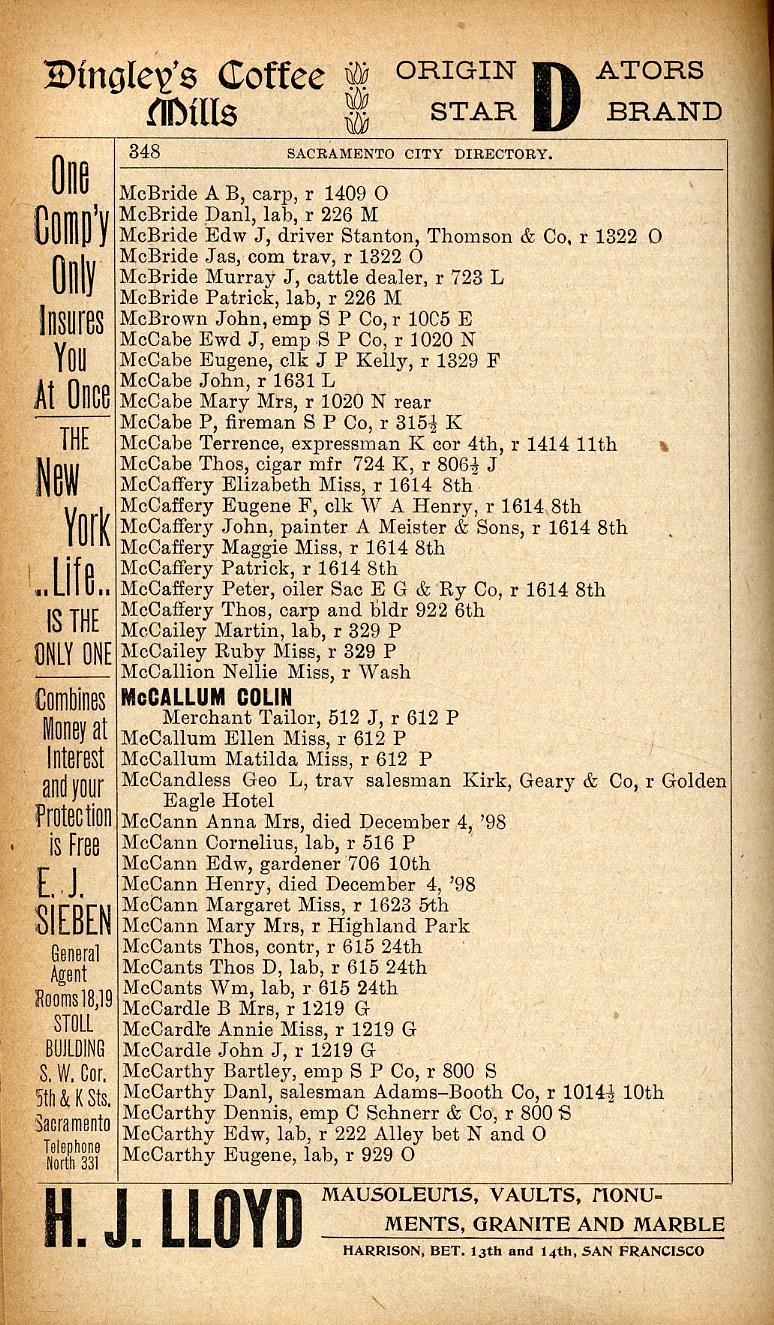 Dingley's Coffee
Mills
ORIGIN D ATORS
STAR BRAND
348 SACRAMENTO CITY DIRECTORY.
One
Comp'y
Only
Insures
You
At Once
THE
New
York
..Life..
IS THE
ONLY ONE
Combines
Money at
Interest
and your
Protection
is Free
E. J.
SIEBEN
General
Agent
Rooms 18,19
STOLL
BUILDING
S. W. Cor.
5th & K Sts.
Sacramento
Telephone
North 331
McBride A B, carp, r 1409 O
McBride Danl, lab, r 226 M
McBride Edw J, driver Stanton, Thomson & Co, r 1322 O
McBride Jas, com trav, r 1322 O
McBride Murray J, cattle dealer, r 723 L
McBride Patrick, lab, r 226 M
McBrown John, emp S P Co, r 10C5 E
McCabe Ewd J, emp S P Co, r 1020 N
McCabe Eugene, clk J P Kelly, r 1329 F
McCabe John, r 1631 L
McCabe Mary Mrs, r 1020 N rear
McCabe P, fireman S P Co, r 315½ K
McCabe Terrence, expressman K cor 4th, r 1414 11th
McCabe Thos, cigar mfr 724 K, r 806½ J
McCaffery Elizabeth Miss, r 1614 8th
McCaffery Eugene F, clk W A Henry, r 1614 8th
McCaffery John, painter A Meister & Sons, r 1614 8th
McCaffery Maggie Miss, r 1614 8th
McCaffery Patrick, r 1614 8th
McCaffery Peter, oiler Sac E G & Ry Co, r 1614 8th
McCaffery Thos, carp and bldr 922 6th
McCailey Martin, lab, r 329 P
McCailey Ruby Miss, r 329 P
McCallion Nellie Miss, r Wash
McCALLUM COLIN
Merchant Tailor, 512 J, r 612 P
McCallum Ellen Miss, r 612 P
McCallum Matilda Miss, r 612 P
McCandless Geo L, trav salesman Kirk, Geary & Co, r Golden
Eagle Hotel
McCann Anna Mrs, died December 4, '98
McCann Cornelius, lab, r 516 P
McCann Edw, gardener 706 10th
McCann Henry, died December 4, '98
McCann Margaret Miss, r 1623 5th
McCann Mary Mrs, r Highland Park
McCants Thos, contr, r 615 24th
McCants Thos D, lab, r 615 24th
McCants Wm, lab, r 615 24th
McCardle B Mrs, r 1219 G
McCardle Annie Miss, r 1219 G
McCardle John J, r 1219 G
McCarthy Bartley, emp S P Co, r 800 S
McCarthy Danl, salesman Adams-Booth Co, r 1014½ 10th
McCarthy Dennis, emp C Schnerr & Co, r 800 S
McCarthy Edw, lab, r 222 Alley bet N and O
McCarthy Eugene, lab, r 929 O
H. J. LLOYD
MAUSOLEUMS, VAULTS, MONU-
MENTS, GRANITE AND MARBLE
HARRISON, BET. 13th and 14th, SAN FRANCISCO